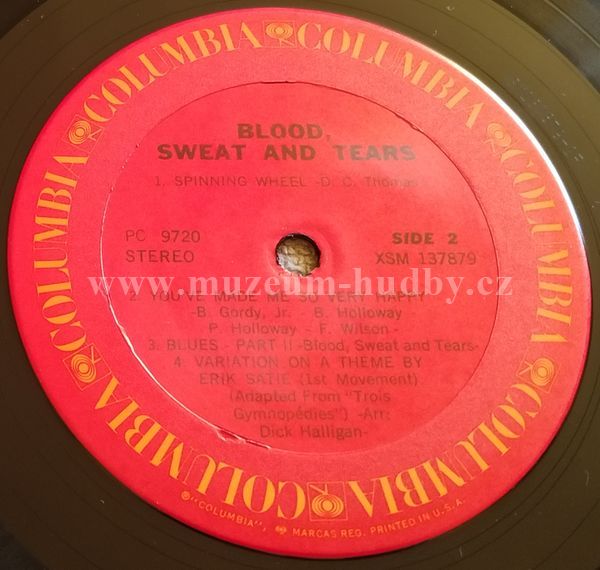 COLUMBIA COLUMBIA COLUMBIA COLUMBIA COLUMBIA COLUMBIA COLUMBIA
BLOOD,
SWEAT AND TEARS
1. SPINNING WHEEL -D. C. Thomas-
PC 9720
STEREO
SIDE 2
XSM 137879
www.muzeum-hudby.cz
2. YOU'VE MADE ME SO VERY HAPPY
-B. Gordy, Jr. - B. Holloway
P. Holloway - F. Wilson -
3. BLUES - PART II -Blood, Sweat and Tears-
4. VARIATION ON A THEME BY
ERIK SATIE (1st Movement)
(Adapted From "Trois
Gymnopédies") -Arr:
Dick Halligan-
℗ "COLUMBIA", MARCAS REG. PRINTED IN U.S.A.